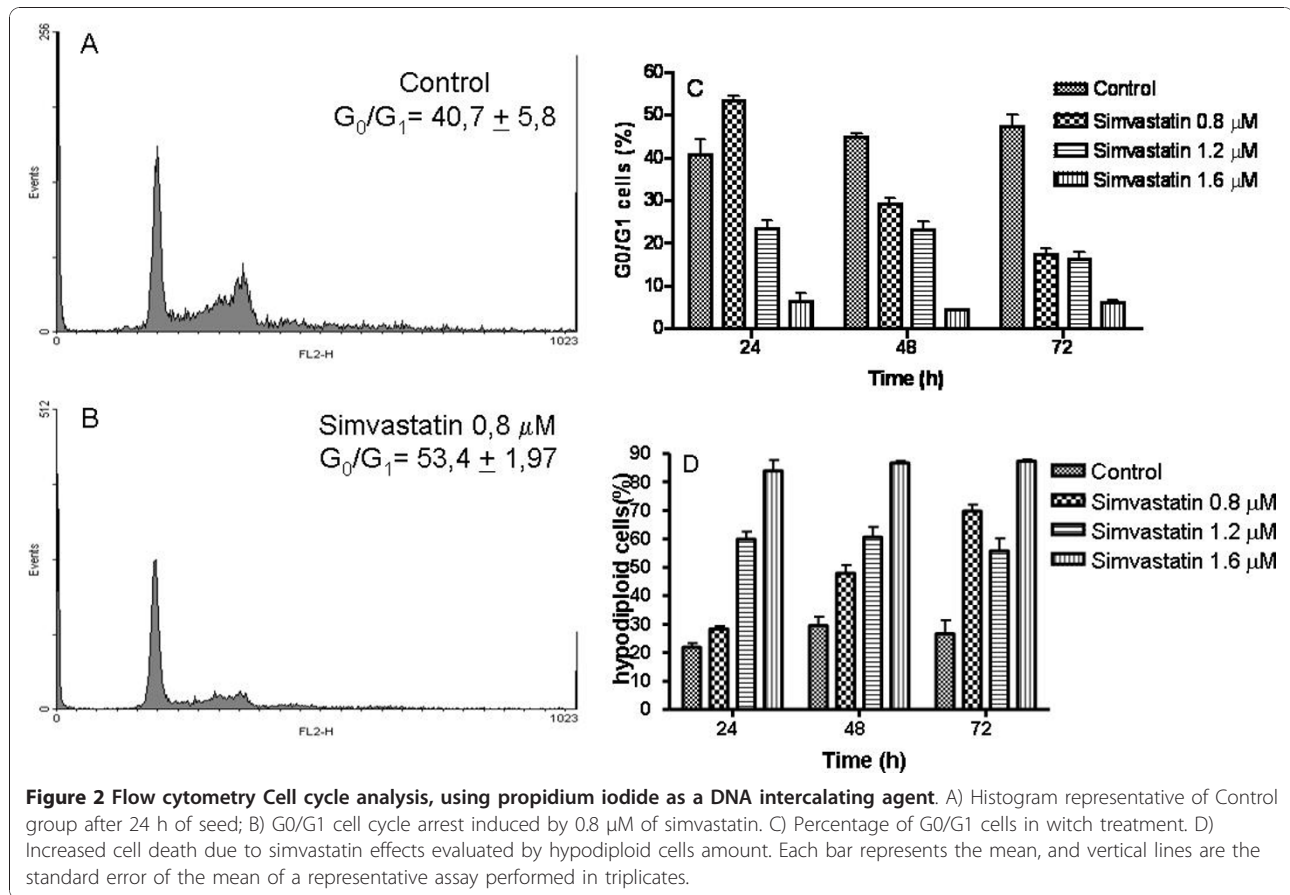 256
A
Control
G0/G1= 40,7 ± 5,8
Events
0
0
1023
FL2-H
512
B
Simvastatin 0,8 μM
G0/G1= 53,4 ± 1,97
Events
0
0
1023
FL2-H
60
50
40
30
20
10
0
C
G0/G1 cells (%)
Control
Simvastatin 0.8 μM
Simvastatin 1.2 μM
Simvastatin 1.6 μM
24
48
72
Time (h)
90
80
70
60
50
40
30
20
10
0
D
hypodiploid cells(%)
Control
Simvastatin 0.8 μM
Simvastatin 1.2 μM
Simvastatin 1.6 μM
24
48
72
Time (h)
Figure 2 Flow cytometry Cell cycle analysis, using propidium iodide as a DNA intercalating agent. A) Histogram representative of Control
group after 24 h of seed; B) G0/G1 cell cycle arrest induced by 0.8 μM of simvastatin. C) Percentage of G0/G1 cells in witch treatment. D)
Increased cell death due to simvastatin effects evaluated by hypodiploid cells amount. Each bar represents the mean, and vertical lines are the
standard error of the mean of a representative assay performed in triplicates.